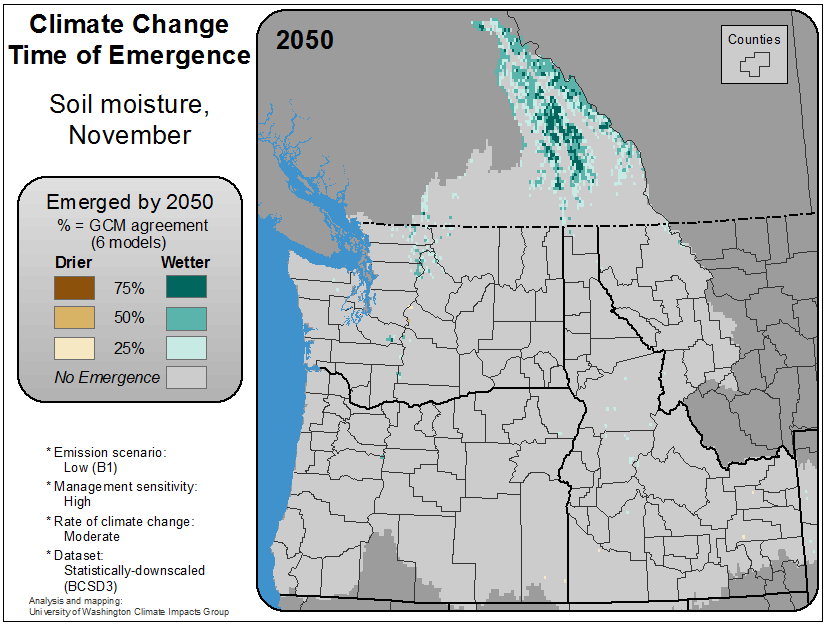 Climate Change
Time of Emergence
Soil moisture,
November
Emerged by 2050
% = GCM agreement
(6 models)
Drier Wetter
75%
50%
25%
No Emergence
* Emission scenario:
Low (B1)
* Management sensitivity:
High
* Rate of climate change:
Moderate
* Dataset:
Statistically-downscaled
(BCSD3)
Analysis and mapping:
University of Washington Climate Impacts Group
2050
Counties